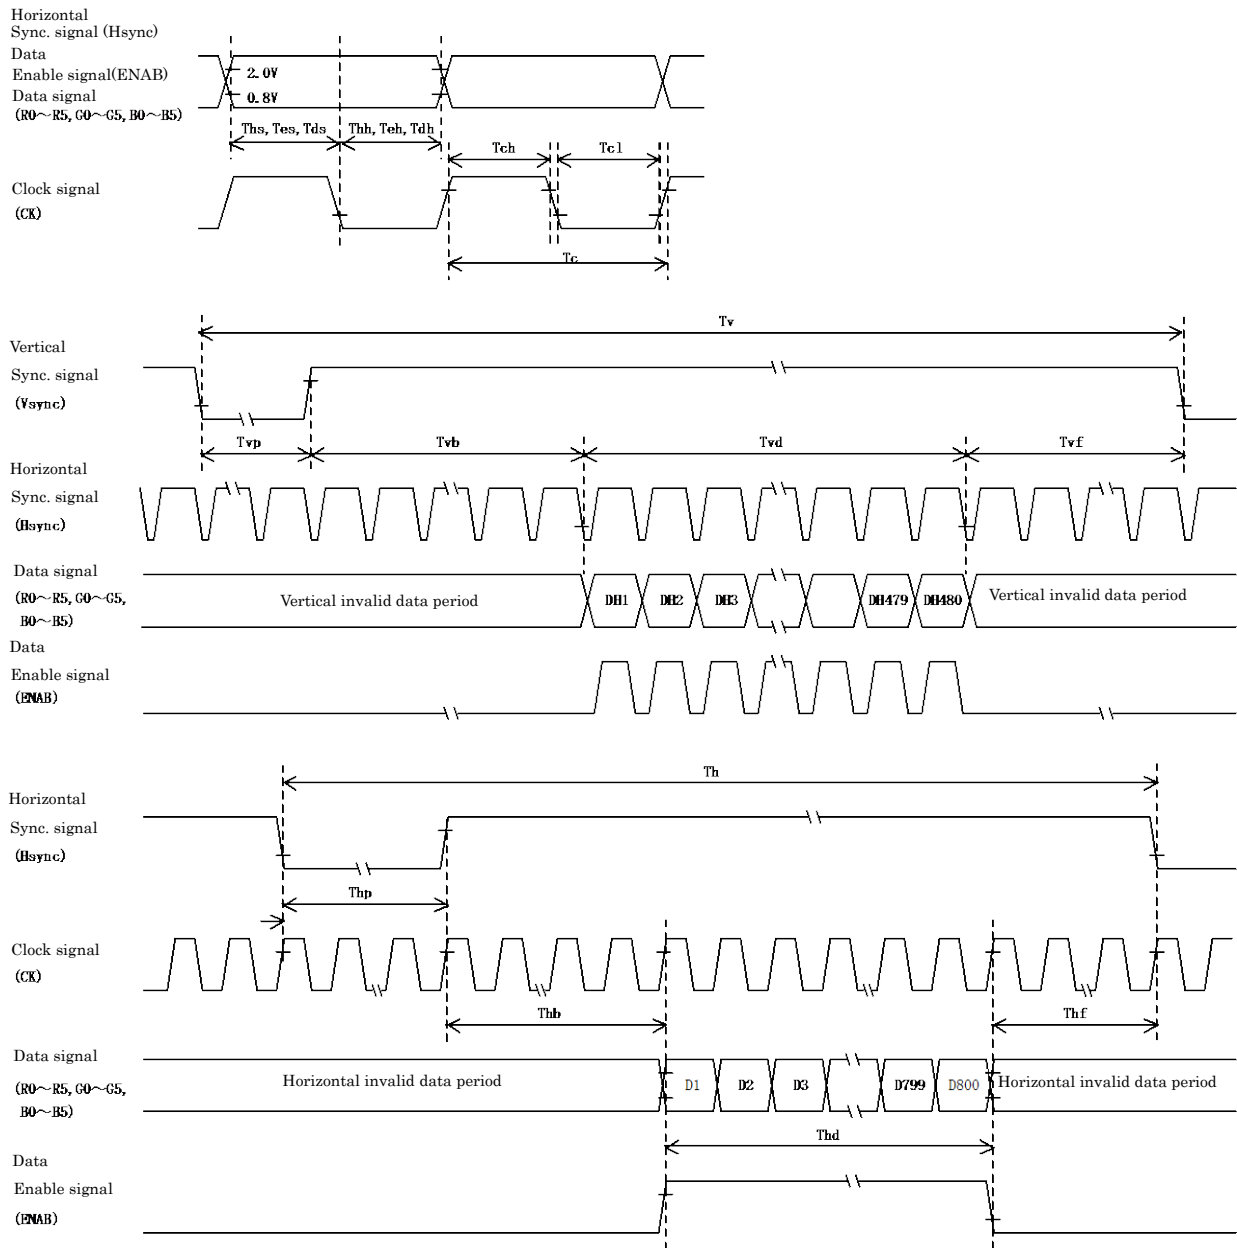 Horizontal
Sync. signal (Hsync)
Data
Enable signal(ENAB)
Data signal
(R0～R5, G0～G5, B0～B5)
2.0V
0.8V
Ths, Tes, Tds
Thh, Teh, Tdh
Tch
Tcl
Clock signal
(CK)
Tc
Tv
Vertical
Sync. signal
(Vsync)
Tvp
Tvb
Tvd
Tvf
Horizontal
Sync. signal
(Hsync)
Data signal
(R0～R5, G0～G5,
B0～B5)
Vertical invalid data period
DH1
DH2
DH3
DH479
DH480
Vertical invalid data period
Data
Enable signal
(ENAB)
Th
Horizontal
Sync. signal
(Hsync)
Thp
Clock signal
(CK)
Thb
Thf
Data signal
(R0～R5, G0～G5,
B0～B5)
Horizontal invalid data period
D1
D2
D3
D799
D800
Horizontal invalid data period
Thd
Data
Enable signal
(ENAB)